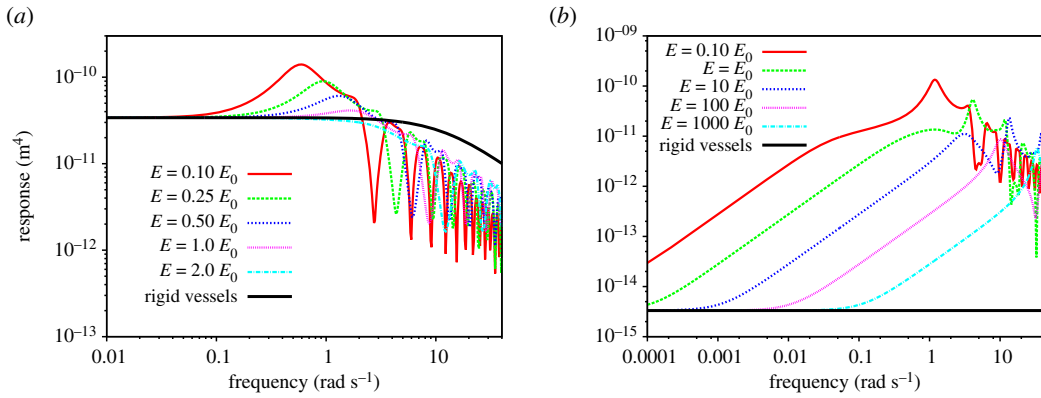 (a)
(b)
response (m⁴)
10⁻¹⁰
10⁻¹¹
10⁻¹²
10⁻¹³
E = 0.10 E₀
E = 0.25 E₀
E = 0.50 E₀
E = 1.0 E₀
E = 2.0 E₀
rigid vessels
0.01 0.1 1 10
frequency (rad s⁻¹)
10⁻⁰⁹
10⁻¹⁰
10⁻¹¹
10⁻¹²
10⁻¹³
10⁻¹⁴
10⁻¹⁵
E = 0.10 E₀
E = E₀
E = 10 E₀
E = 100 E₀
E = 1000 E₀
rigid vessels
0.0001 0.001 0.01 0.1 1 10
frequency (rad s⁻¹)